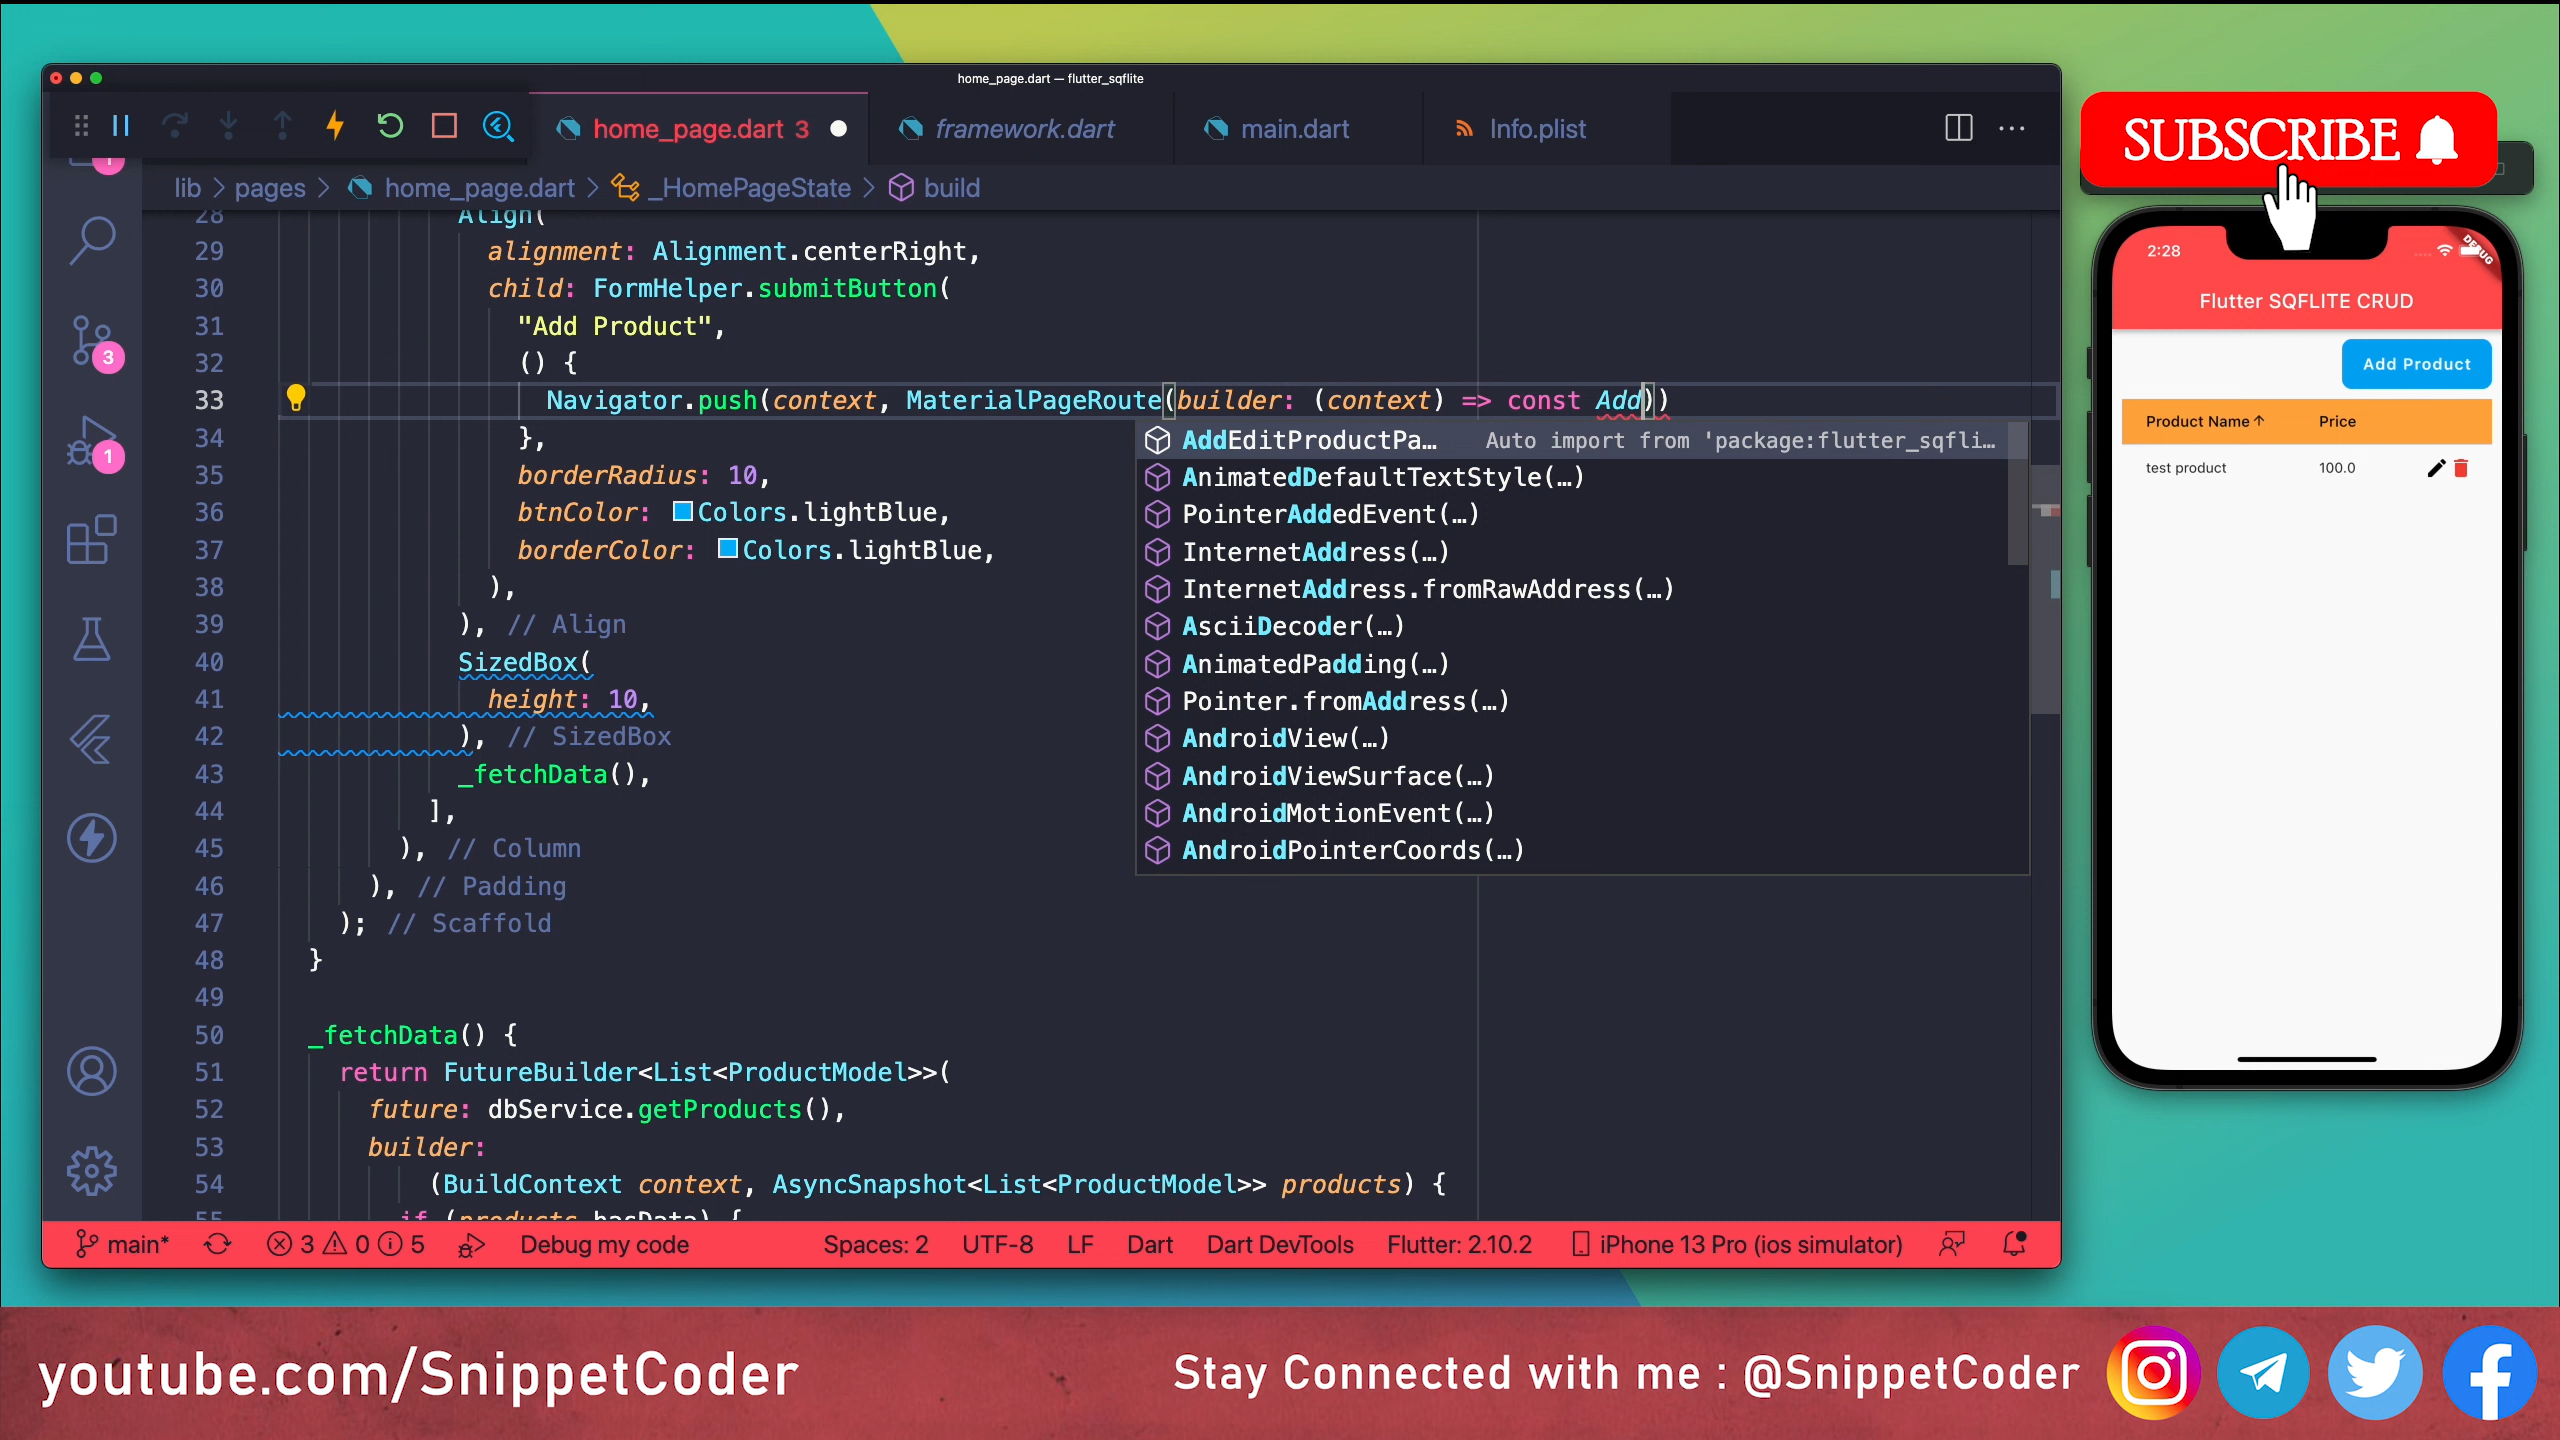 home_page.dart — flutter_sqflite
home_page.dart 3
framework.dart
main.dart
Info.plist
lib > pages > home_page.dart > _HomePageState > build
28 Align(
29 alignment: Alignment.centerRight,
30 child: FormHelper.submitButton(
31 "Add Product",
32 () {
33 Navigator.push(context, MaterialPageRoute(builder: (context) => const Add))
34 },
35 borderRadius: 10,
36 btnColor: Colors.lightBlue,
37 borderColor: Colors.lightBlue,
38 ),
39 ), // Align
40 SizedBox(
41 height: 10,
42 ), // SizedBox
43 _fetchData(),
44 ],
45 ), // Column
46 ), // Padding
47 ); // Scaffold
48 }
49
50 _fetchData() {
51 return FutureBuilder<List<ProductModel>>(
52 future: dbService.getProducts(),
53 builder:
54 (BuildContext context, AsyncSnapshot<List<ProductModel>> products) {
55 if (products.hasData) {
AddEditProductPa… Auto import from 'package:flutter_sqfli…
AnimatedDefaultTextStyle(…)
PointerAddedEvent(…)
InternetAddress(…)
InternetAddress.fromRawAddress(…)
AsciiDecoder(…)
AnimatedPadding(…)
Pointer.fromAddress(…)
AndroidView(…)
AndroidViewSurface(…)
AndroidMotionEvent(…)
AndroidPointerCoords(…)
1
3
1
main* 3 0 5 Debug my code Spaces: 2 UTF-8 LF Dart Dart DevTools Flutter: 2.10.2 iPhone 13 Pro (ios simulator)
SUBSCRIBE
2:28
DEBUG
Flutter SQFLITE CRUD
Add Product
Product Name ↑ Price
test product 100.0
youtube.com/SnippetCoder
Stay Connected with me : @SnippetCoder